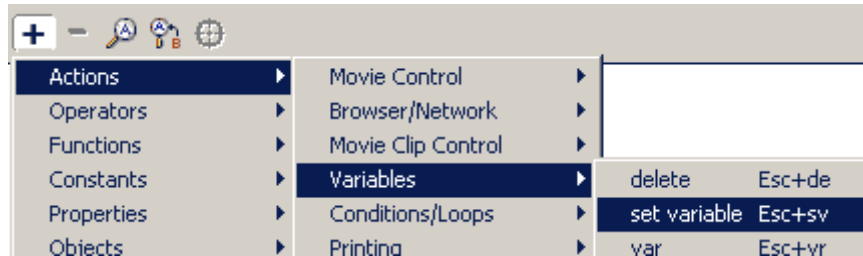 Actions
Operators
Functions
Constants
Properties
Objects
Movie Control
Browser/Network
Movie Clip Control
Variables
Conditions/Loops
Printing
delete Esc+de
set variable Esc+sv
var Esc+vr